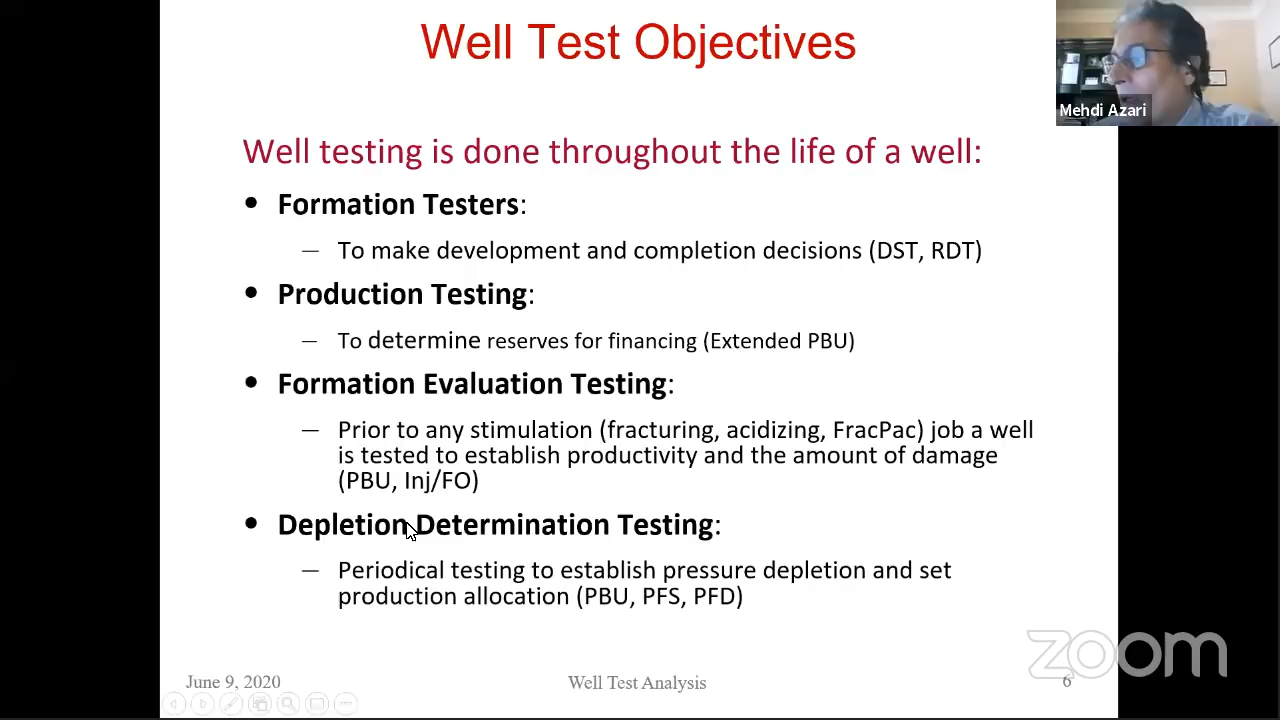 Well Test Objectives
Mehdi Azari
Well testing is done throughout the life of a well:
• Formation Testers:
— To make development and completion decisions (DST, RDT)
• Production Testing:
— To determine reserves for financing (Extended PBU)
• Formation Evaluation Testing:
— Prior to any stimulation (fracturing, acidizing, FracPac) job a well
is tested to establish productivity and the amount of damage
(PBU, Inj/FO)
• Depletion Determination Testing:
— Periodical testing to establish pressure depletion and set
production allocation (PBU, PFS, PFD)
zoom
June 9, 2020
Well Test Analysis
6